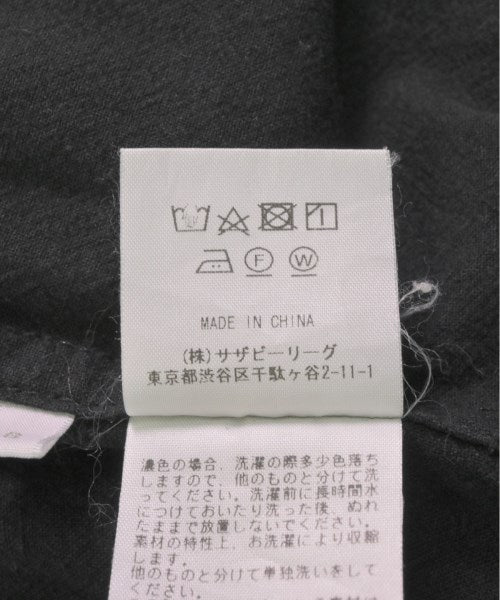 F W
MADE IN CHINA
(株)サザビーリーグ
東京都渋谷区千駄ヶ谷2-11-1
濃色の場合、洗濯の際多少色落ち
しますので、他のものと分けて洗っ
てください。洗濯前に長時間水
につけておいたり洗った後、ぬれ
たままで放置しないでください。
素材の特性上、お洗濯により収縮
します。
他のものと分けて単独洗いをして
ください。